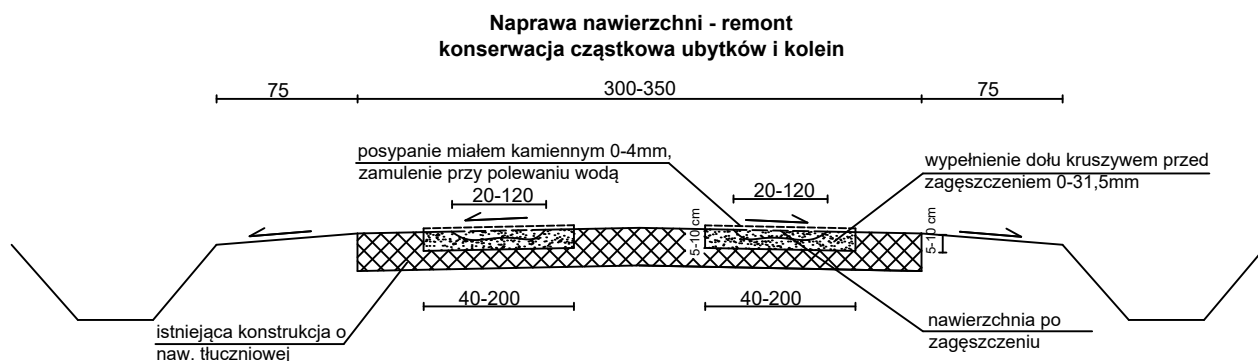 Naprawa nawierzchni - remont
konserwacja cząstkowa ubytków i kolein
75
300-350
75
posypanie miałem kamiennym 0-4mm,
zamulenie przy polewaniu wodą
wypełnienie dołu kruszywem przed
zagęszczeniem 0-31,5mm
20-120
20-120
5-10 cm
5-10 cm
40-200
40-200
istniejąca konstrukcja o
naw. tłuczniowej
nawierzchnia po
zagęszczeniu